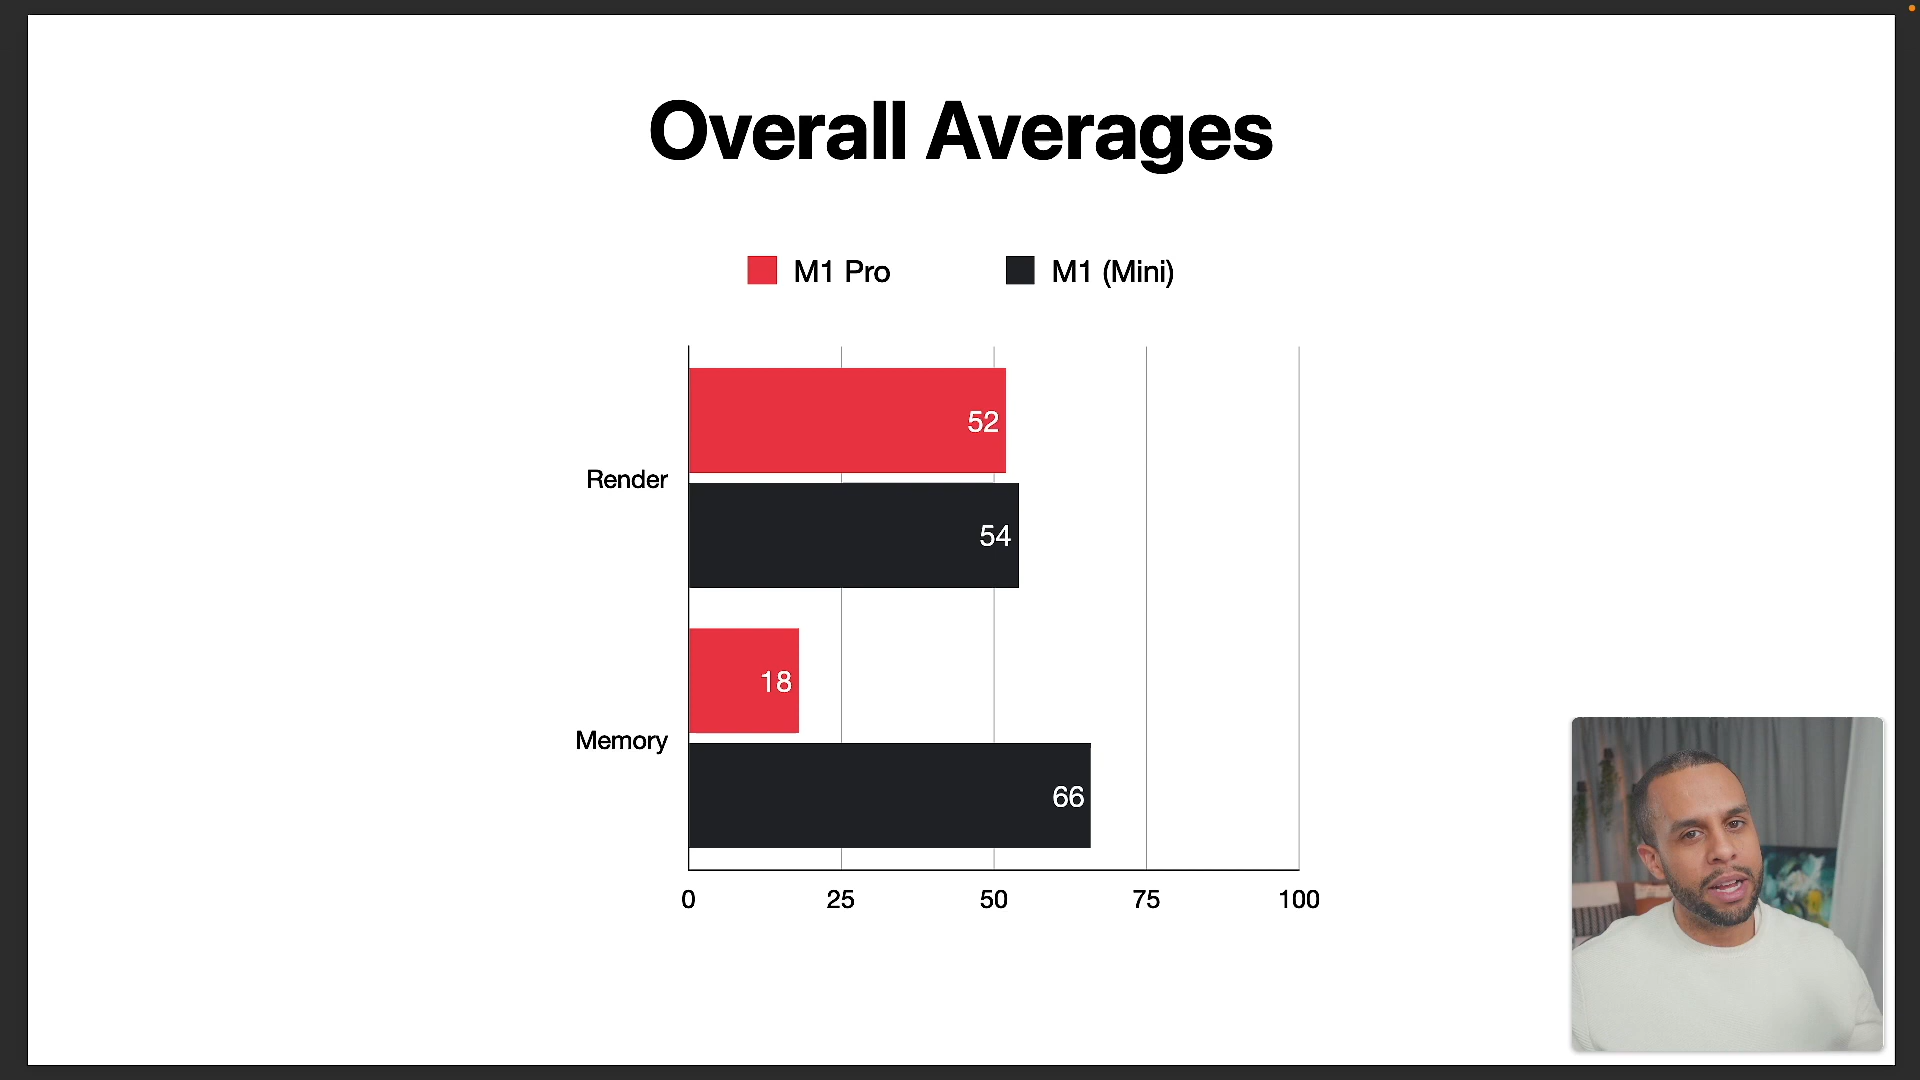 Overall Averages
M1 Pro M1 (Mini)
52
Render
54
18
Memory
66
0 25 50 75 100